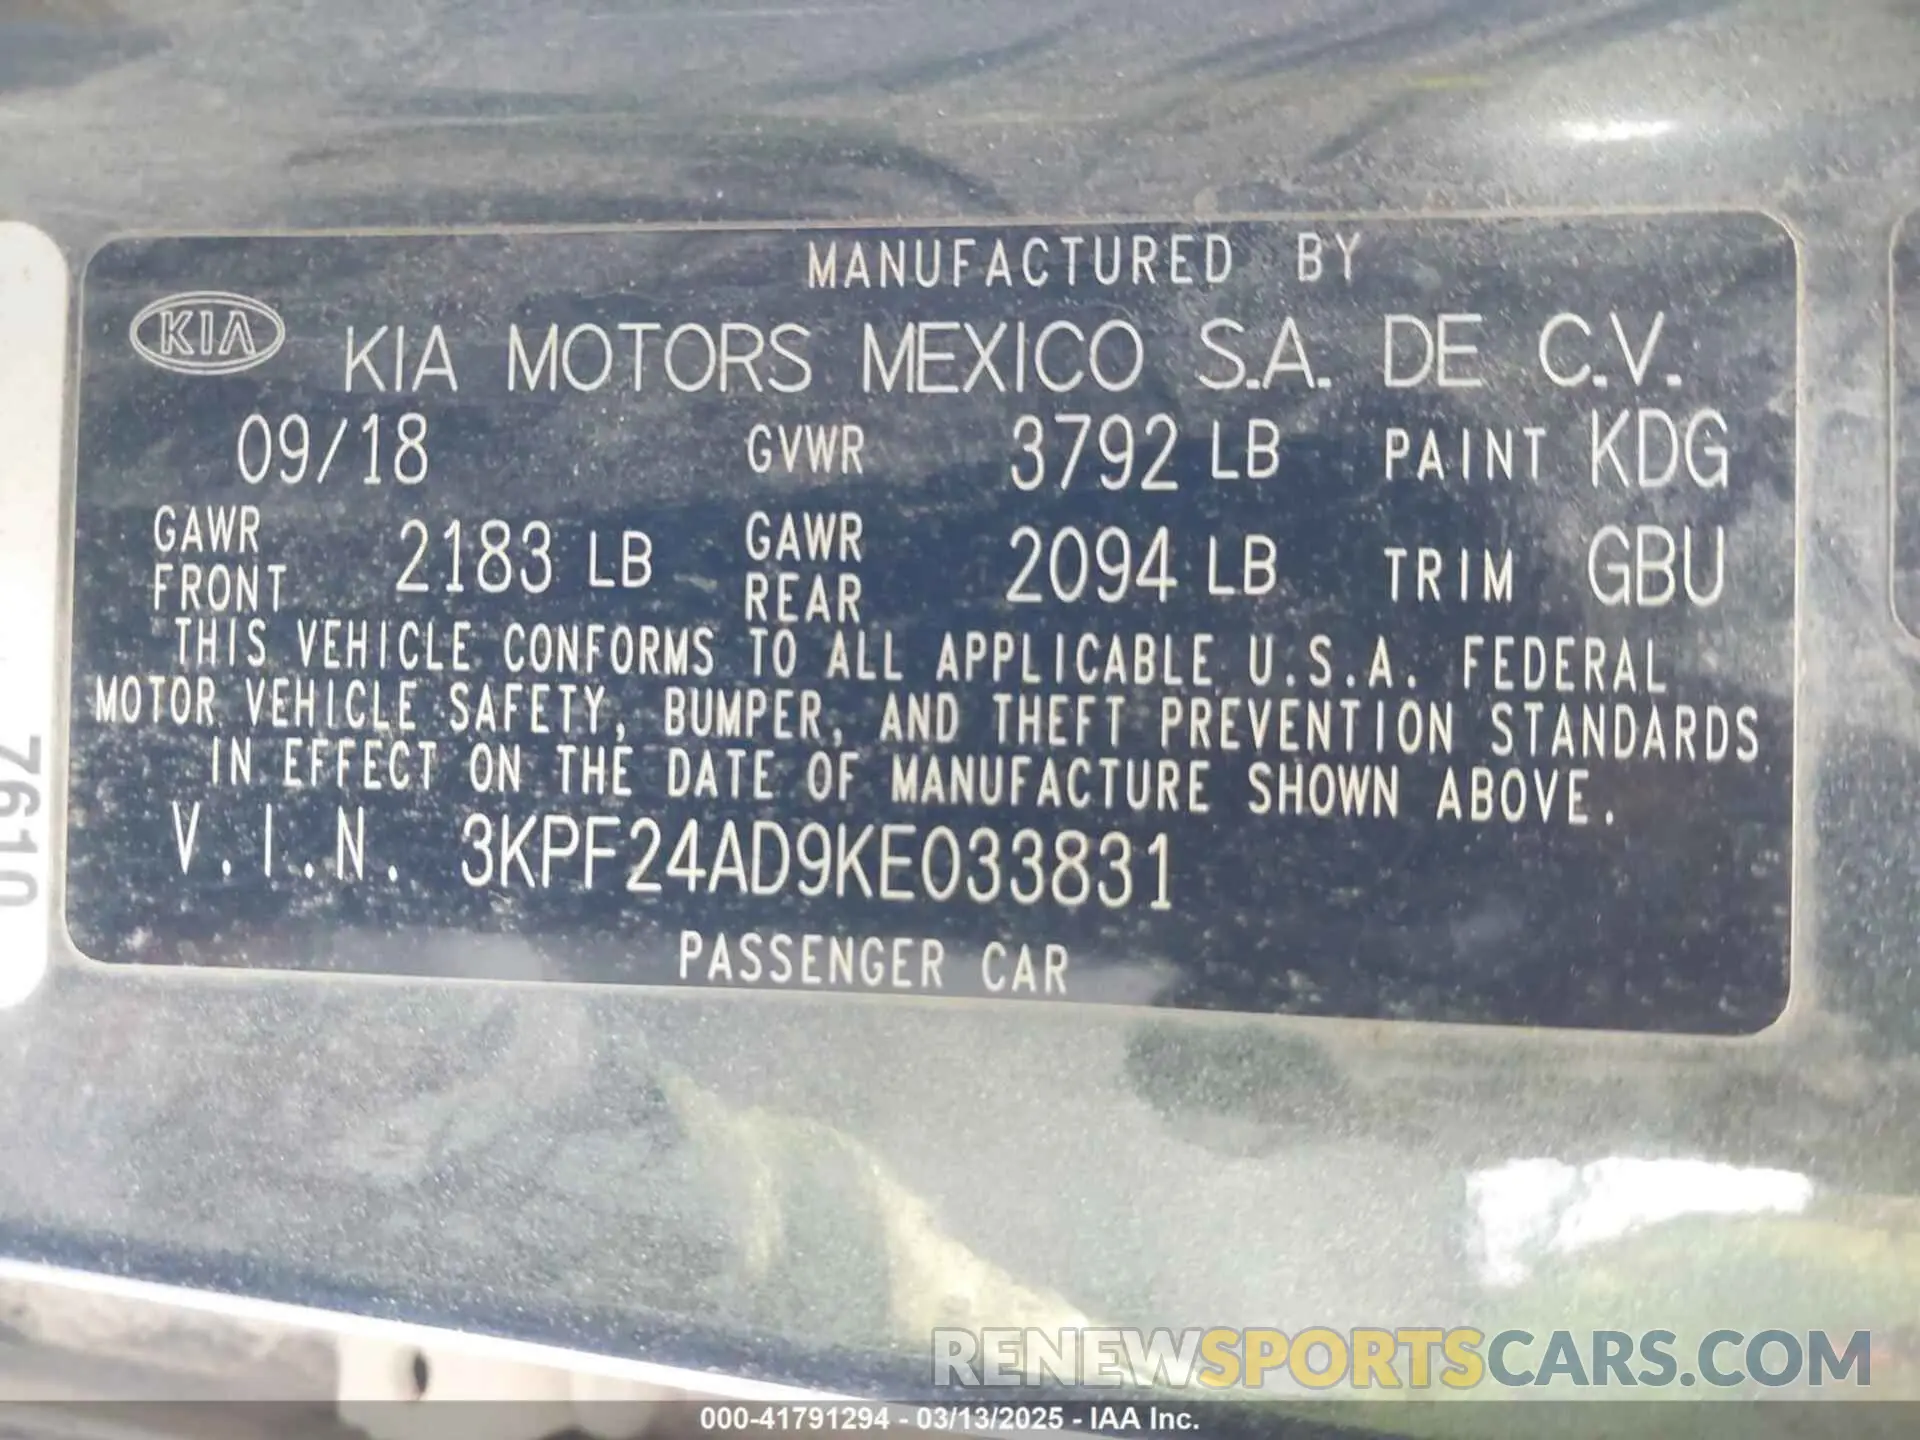 MANUFACTURED BY
KIA KIA MOTORS MEXICO S.A. DE C.V.
09/18 GVWR 3792 LB PAINT KDG
GAWR FRONT 2183 LB GAWR REAR 2094 LB TRIM GBU
THIS VEHICLE CONFORMS TO ALL APPLICABLE U.S.A. FEDERAL
MOTOR VEHICLE SAFETY, BUMPER, AND THEFT PREVENTION STANDARDS
IN EFFECT ON THE DATE OF MANUFACTURE SHOWN ABOVE.
V.I.N. 3KPF24AD9KE033831
PASSENGER CAR
7610
RENEWSPORTSCARS.COM
000-41791294 - 03/13/2025 - IAA Inc.